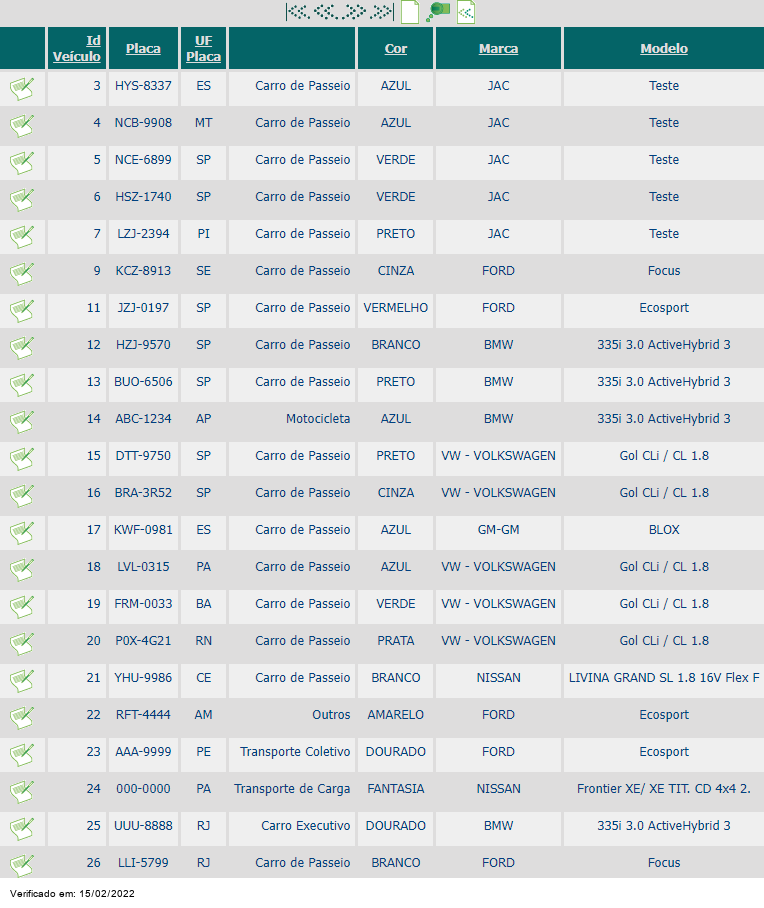 Id Veículo Placa UF Placa Cor Marca Modelo
3 HYS-8337 ES Carro de Passeio AZUL JAC Teste
4 NCB-9908 MT Carro de Passeio AZUL JAC Teste
5 NCE-6899 SP Carro de Passeio VERDE JAC Teste
6 HSZ-1740 SP Carro de Passeio VERDE JAC Teste
7 LZJ-2394 PI Carro de Passeio PRETO JAC Teste
9 KCZ-8913 SE Carro de Passeio CINZA FORD Focus
11 JZJ-0197 SP Carro de Passeio VERMELHO FORD Ecosport
12 HZJ-9570 SP Carro de Passeio BRANCO BMW 335i 3.0 ActiveHybrid 3
13 BUO-6506 SP Carro de Passeio PRETO BMW 335i 3.0 ActiveHybrid 3
14 ABC-1234 AP Motocicleta AZUL BMW 335i 3.0 ActiveHybrid 3
15 DTT-9750 SP Carro de Passeio PRETO VW - VOLKSWAGEN Gol CLi / CL 1.8
16 BRA-3R52 SP Carro de Passeio CINZA VW - VOLKSWAGEN Gol CLi / CL 1.8
17 KWF-0981 ES Carro de Passeio AZUL GM-GM BLOX
18 LVL-0315 PA Carro de Passeio AZUL VW - VOLKSWAGEN Gol CLi / CL 1.8
19 FRM-0033 BA Carro de Passeio VERDE VW - VOLKSWAGEN Gol CLi / CL 1.8
20 P0X-4G21 RN Carro de Passeio PRATA VW - VOLKSWAGEN Gol CLi / CL 1.8
21 YHU-9986 CE Carro de Passeio BRANCO NISSAN LIVINA GRAND SL 1.8 16V Flex F
22 RFT-4444 AM Outros AMARELO FORD Ecosport
23 AAA-9999 PE Transporte Coletivo DOURADO FORD Ecosport
24 000-0000 PA Transporte de Carga FANTASIA NISSAN Frontier XE/ XE TIT. CD 4x4 2.
25 UUU-8888 RJ Carro Executivo DOURADO BMW 335i 3.0 ActiveHybrid 3
26 LLI-5799 RJ Carro de Passeio BRANCO FORD Focus
Verificado em: 15/02/2022